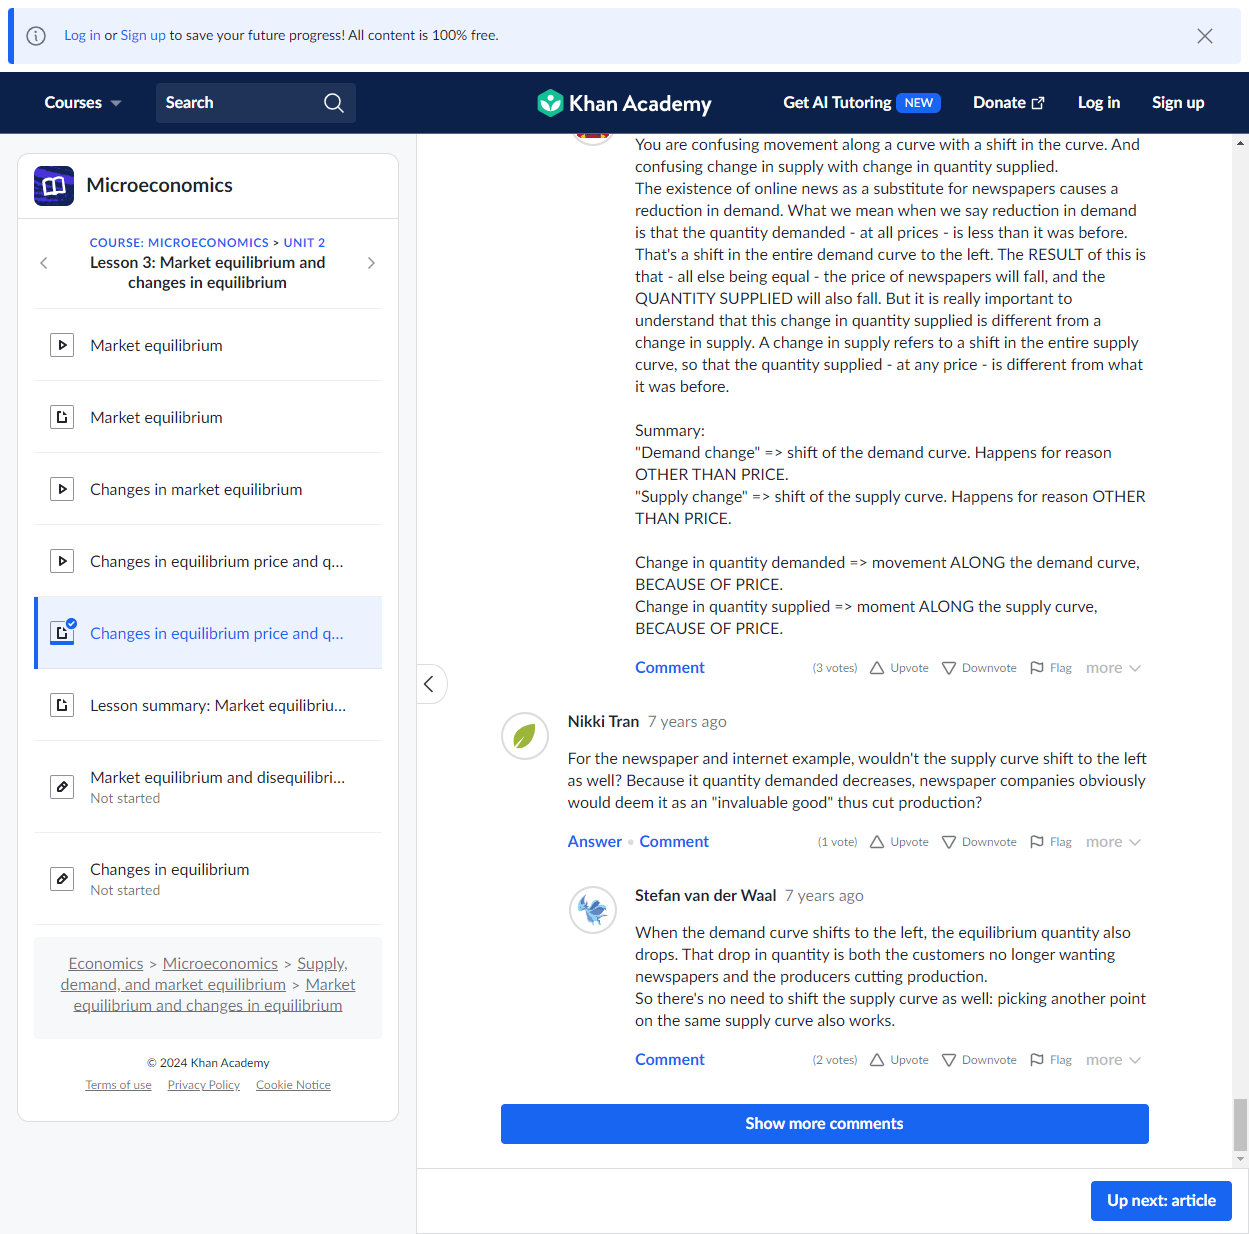 Log in or Sign up to save your future progress! All content is 100% free.
Courses
Search
Khan Academy
Get AI Tutoring NEW
Donate
Log in
Sign up
Microeconomics
COURSE: MICROECONOMICS > UNIT 2
Lesson 3: Market equilibrium and
changes in equilibrium
Market equilibrium
Market equilibrium
Changes in market equilibrium
Changes in equilibrium price and q...
Changes in equilibrium price and q...
Lesson summary: Market equilibriu...
Market equilibrium and disequilibri...
Not started
Changes in equilibrium
Not started
Economics > Microeconomics > Supply,
demand, and market equilibrium > Market
equilibrium and changes in equilibrium
© 2024 Khan Academy
Terms of use Privacy Policy Cookie Notice
You are confusing movement along a curve with a shift in the curve. And
confusing change in supply with change in quantity supplied.
The existence of online news as a substitute for newspapers causes a
reduction in demand. What we mean when we say reduction in demand
is that the quantity demanded - at all prices - is less than it was before.
That's a shift in the entire demand curve to the left. The RESULT of this is
that - all else being equal - the price of newspapers will fall, and the
QUANTITY SUPPLIED will also fall. But it is really important to
understand that this change in quantity supplied is different from a
change in supply. A change in supply refers to a shift in the entire supply
curve, so that the quantity supplied - at any price - is different from what
it was before.
Summary:
"Demand change" => shift of the demand curve. Happens for reason
OTHER THAN PRICE.
"Supply change" => shift of the supply curve. Happens for reason OTHER
THAN PRICE.
Change in quantity demanded => movement ALONG the demand curve,
BECAUSE OF PRICE.
Change in quantity supplied => moment ALONG the supply curve,
BECAUSE OF PRICE.
Comment (3 votes) Upvote Downvote Flag more
Nikki Tran 7 years ago
For the newspaper and internet example, wouldn't the supply curve shift to the left
as well? Because it quantity demanded decreases, newspaper companies obviously
would deem it as an "invaluable good" thus cut production?
Answer • Comment (1 vote) Upvote Downvote Flag more
Stefan van der Waal 7 years ago
When the demand curve shifts to the left, the equilibrium quantity also
drops. That drop in quantity is both the customers no longer wanting
newspapers and the producers cutting production.
So there's no need to shift the supply curve as well: picking another point
on the same supply curve also works.
Comment (2 votes) Upvote Downvote Flag more
Show more comments
Up next: article